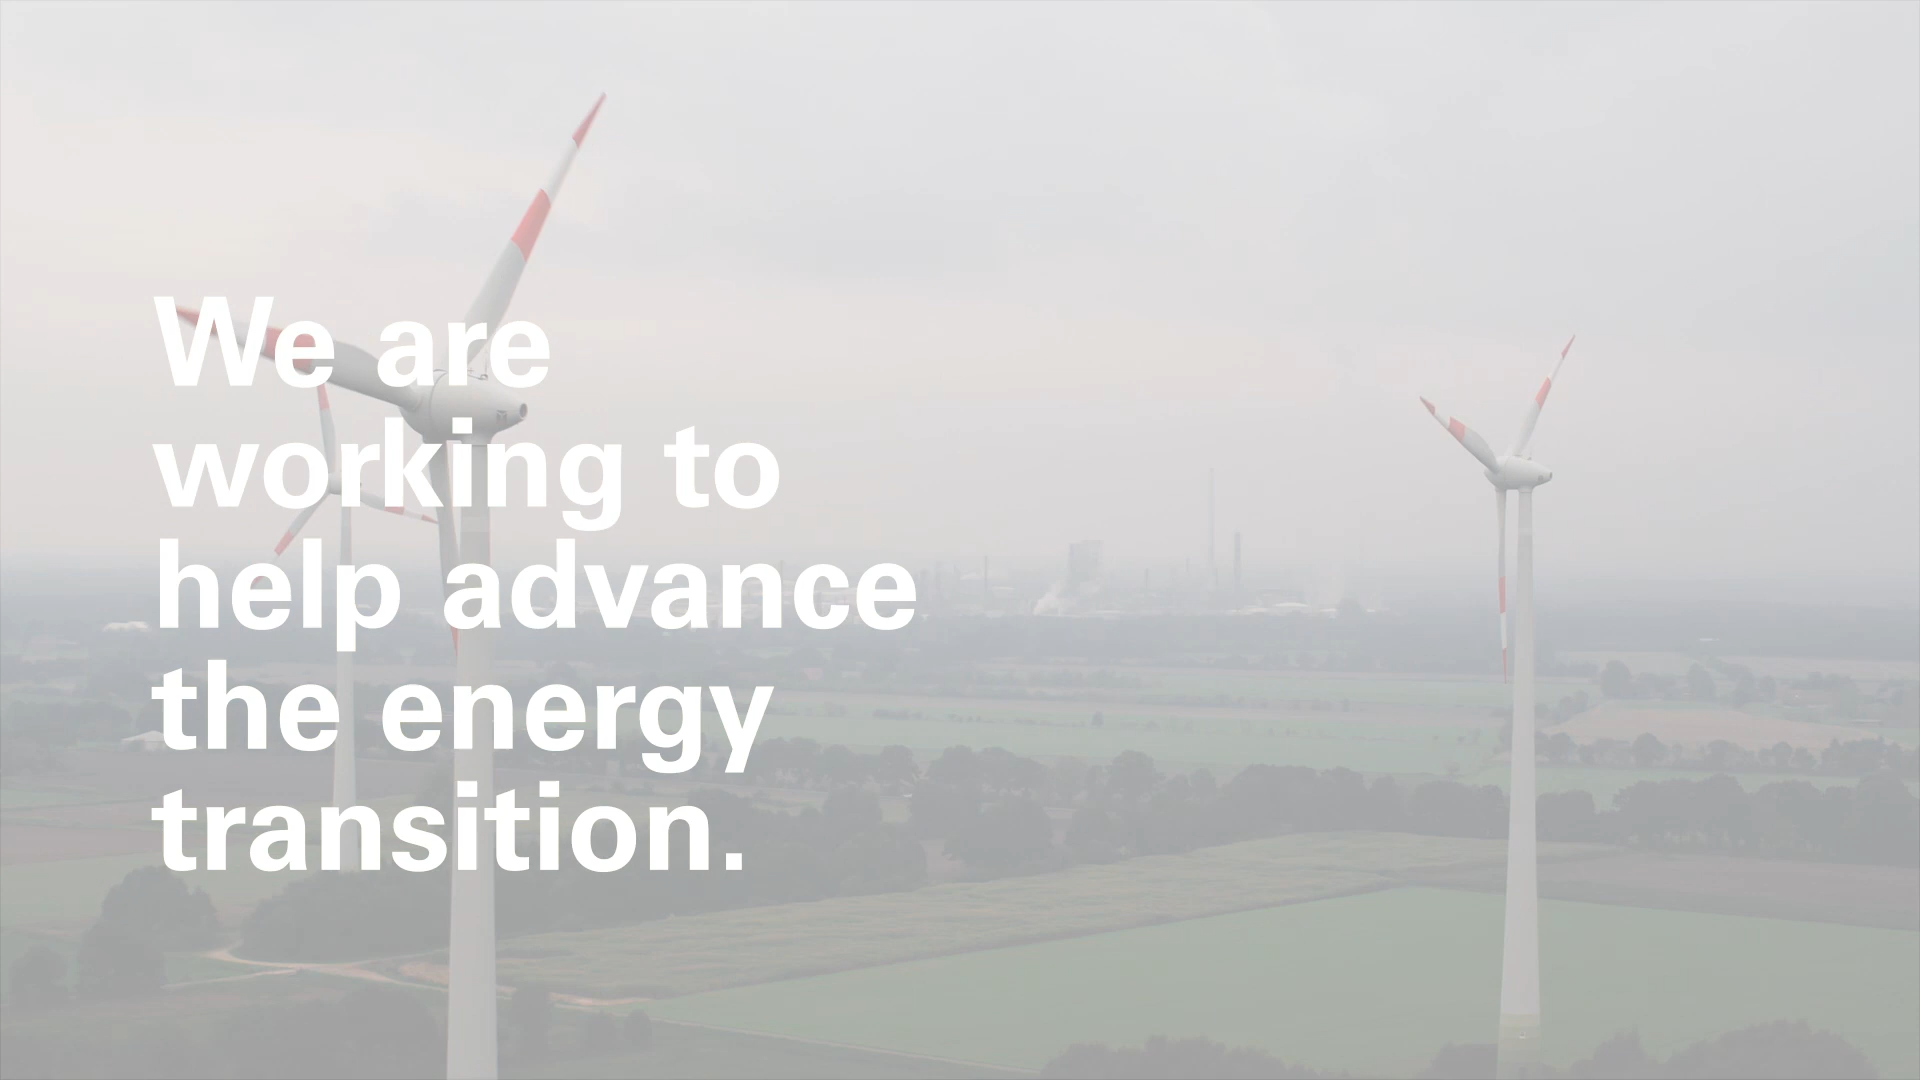 We are
working to
help advance
the energy
transition.